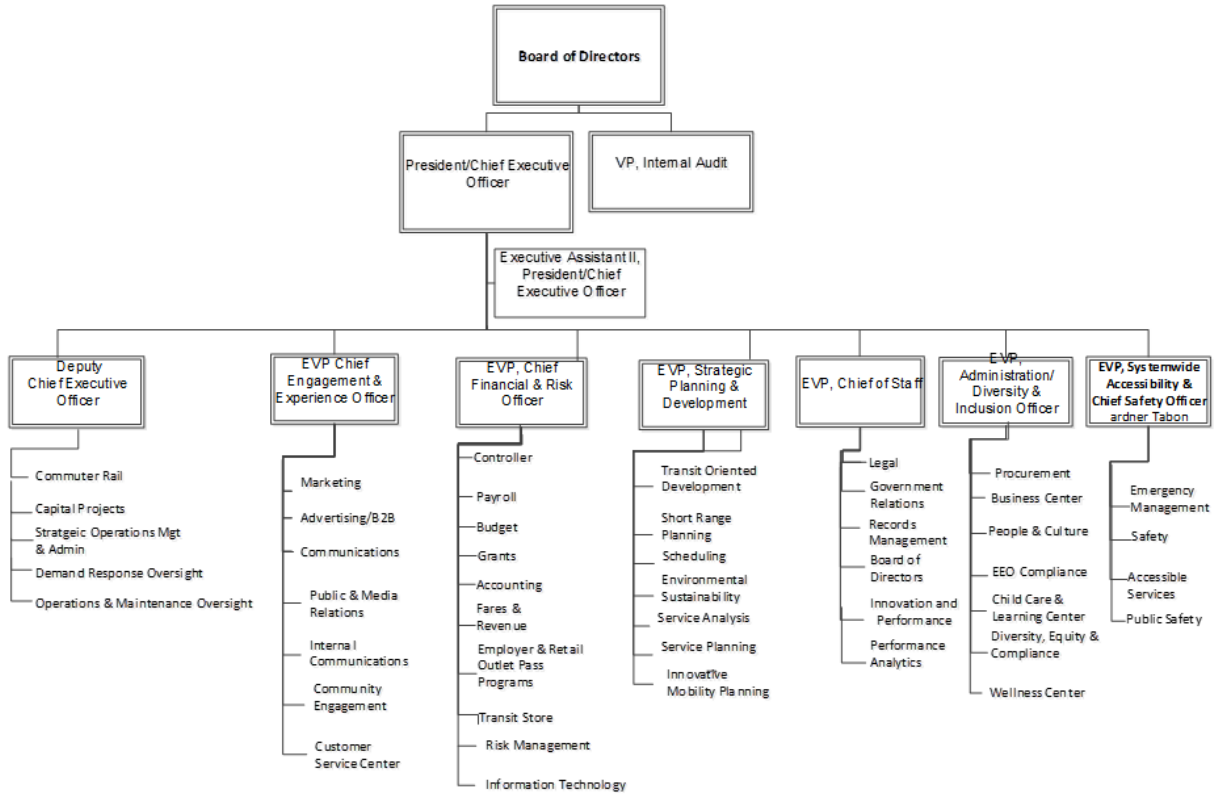 Board of Directors
President/Chief Executive
Officer
VP, Internal Audit
Executive Assistant II,
President/Chief
Executive Officer
Deputy
Chief Executive
Officer
Commuter Rail
Capital Projects
Stratgeic Operations Mgt
& Admin
Demand Response Oversight
Operations & Maintenance Oversight
EVP Chief
Engagement &
Experience Officer
Marketing
Advertising/B2B
Communications
Public & Media
Relations
Internal
Communications
Community
Engagement
Customer
Service Center
EVP, Chief
Financial & Risk
Officer
Controller
Payroll
Budget
Grants
Accounting
Fares &
Revenue
Employer & Retail
Outlet Pass
Programs
Transit Store
Risk Management
Information Technology
EVP, Strategic
Planning &
Development
Transit Oriented
Development
Short Range
Planning
Scheduling
Environmental
Sustainability
Service Analysis
Service Planning
Innovative
Mobility Planning
EVP, Chief of Staff
Legal
Government
Relations
Records
Management
Board of
Directors
Innovation and
Performance
Performance
Analytics
EVP,
Administration/
Diversity &
Inclusion Officer
Procurement
Business Center
People & Culture
EEO Compliance
Child Care &
Learning Center
Diversity, Equity &
Compliance
Wellness Center
EVP, Systemwide
Accessibility &
Chief Safety Officer
ardner Tabon
Emergency
Management
Safety
Accessible
Services
Public Safety